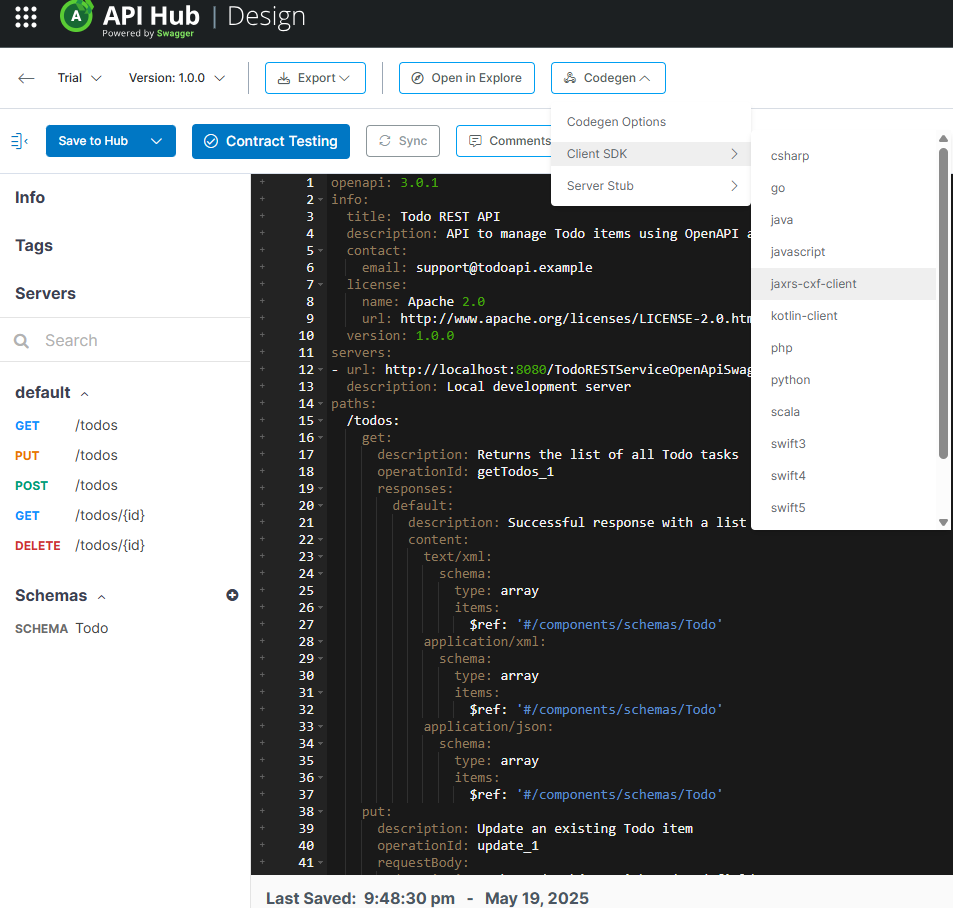 API Hub | Design
Powered by Swagger
Trial Version: 1.0.0 Export Open in Explore Codegen
Save to Hub Contract Testing Sync Comments
Codegen Options
Client SDK
Server Stub
csharp
go
java
javascript
jaxrs-cxf-client
kotlin-client
php
python
scala
swift3
swift4
swift5
Info
Tags
Servers
Search
default
GET /todos
PUT /todos
POST /todos
GET /todos/{id}
DELETE /todos/{id}
Schemas
SCHEMA Todo
1 openapi: 3.0.1
2 info:
3 title: Todo REST API
4 description: API to manage Todo items using OpenAPI a
5 contact:
6 email: support@todoapi.example
7 license:
8 name: Apache 2.0
9 url: http://www.apache.org/licenses/LICENSE-2.0.htm
10 version: 1.0.0
11 servers:
12 - url: http://localhost:8080/TodoRESTServiceOpenApiSwag
13 description: Local development server
14 paths:
15 /todos:
16 get:
17 description: Returns the list of all Todo tasks
18 operationId: getTodos_1
19 responses:
20 default:
21 description: Successful response with a list
22 content:
23 text/xml:
24 schema:
25 type: array
26 items:
27 $ref: '#/components/schemas/Todo'
28 application/xml:
29 schema:
30 type: array
31 items:
32 $ref: '#/components/schemas/Todo'
33 application/json:
34 schema:
35 type: array
36 items:
37 $ref: '#/components/schemas/Todo'
38 put:
39 description: Update an existing Todo item
40 operationId: update_1
41 requestBody:
Last Saved: 9:48:30 pm - May 19, 2025